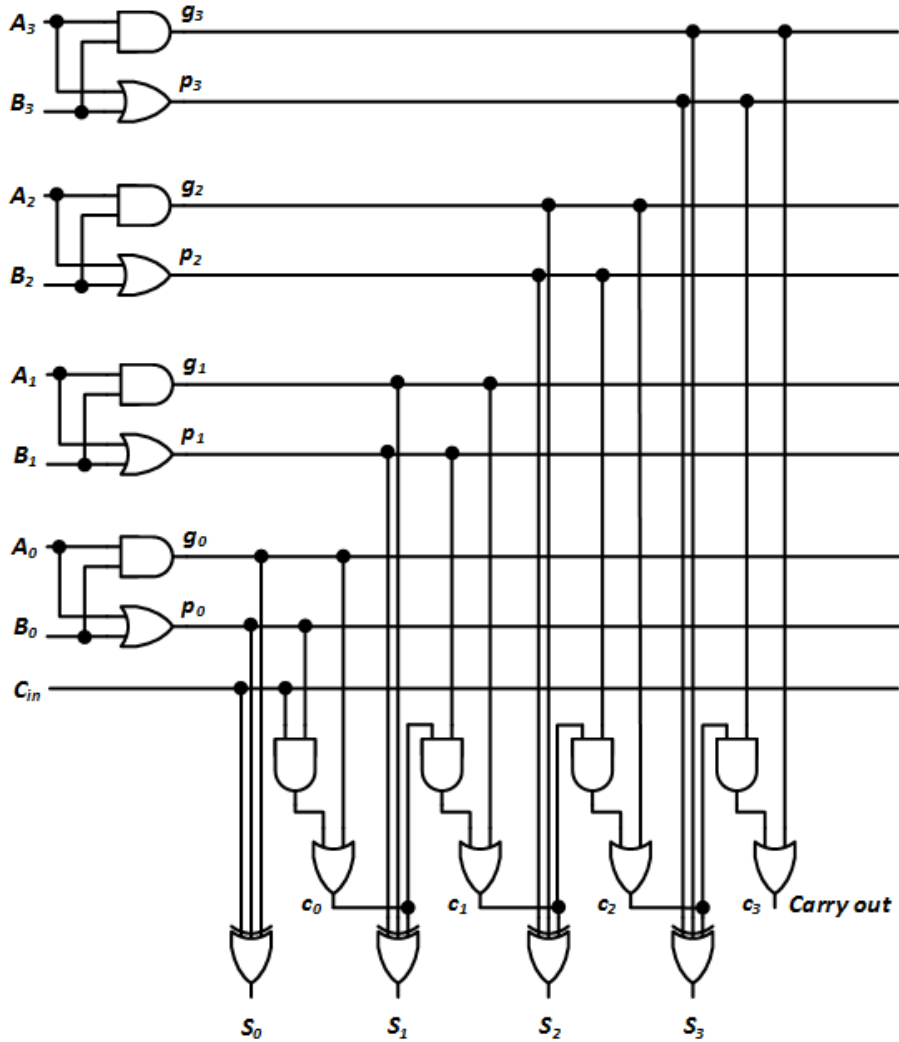 A3 g3
B3 p3
A2 g2
B2 p2
A1 g1
B1 p1
A0 g0
B0 p0
Cin
c0 c1 c2 c3 Carry out
S0 S1 S2 S3